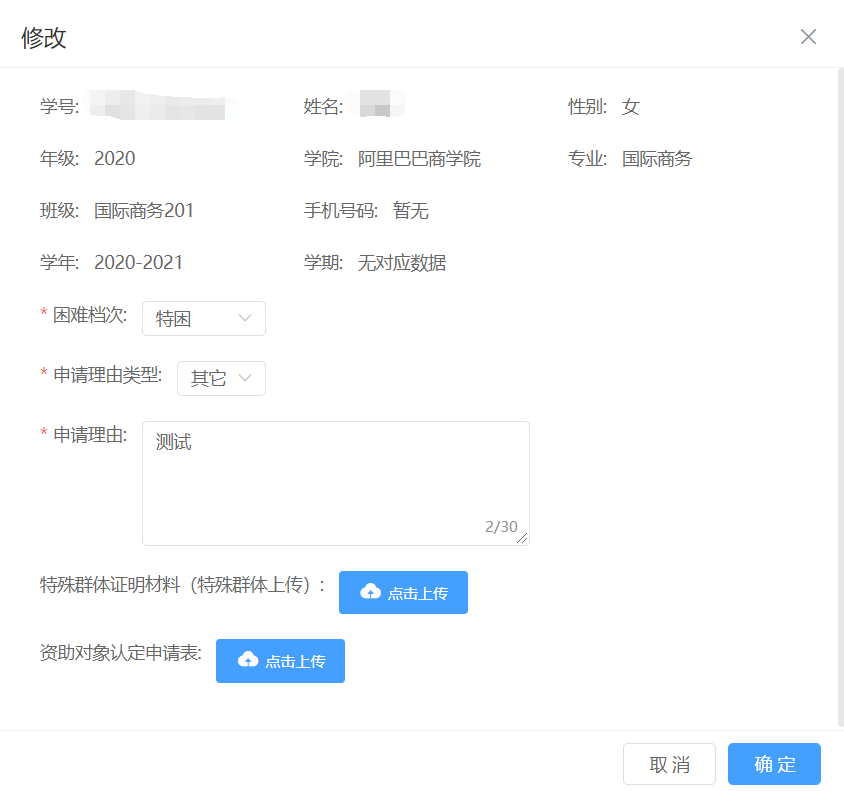 修改
学号: 姓名: 性别: 女
年级: 2020 学院: 阿里巴巴商学院 专业: 国际商务
班级: 国际商务201 手机号码: 暂无
学年: 2020-2021 学期: 无对应数据
* 困难档次: 特困
* 申请理由类型: 其它
* 申请理由: 测试
2/30
特殊群体证明材料（特殊群体上传）: 点击上传
资助对象认定申请表: 点击上传
取 消 确 定